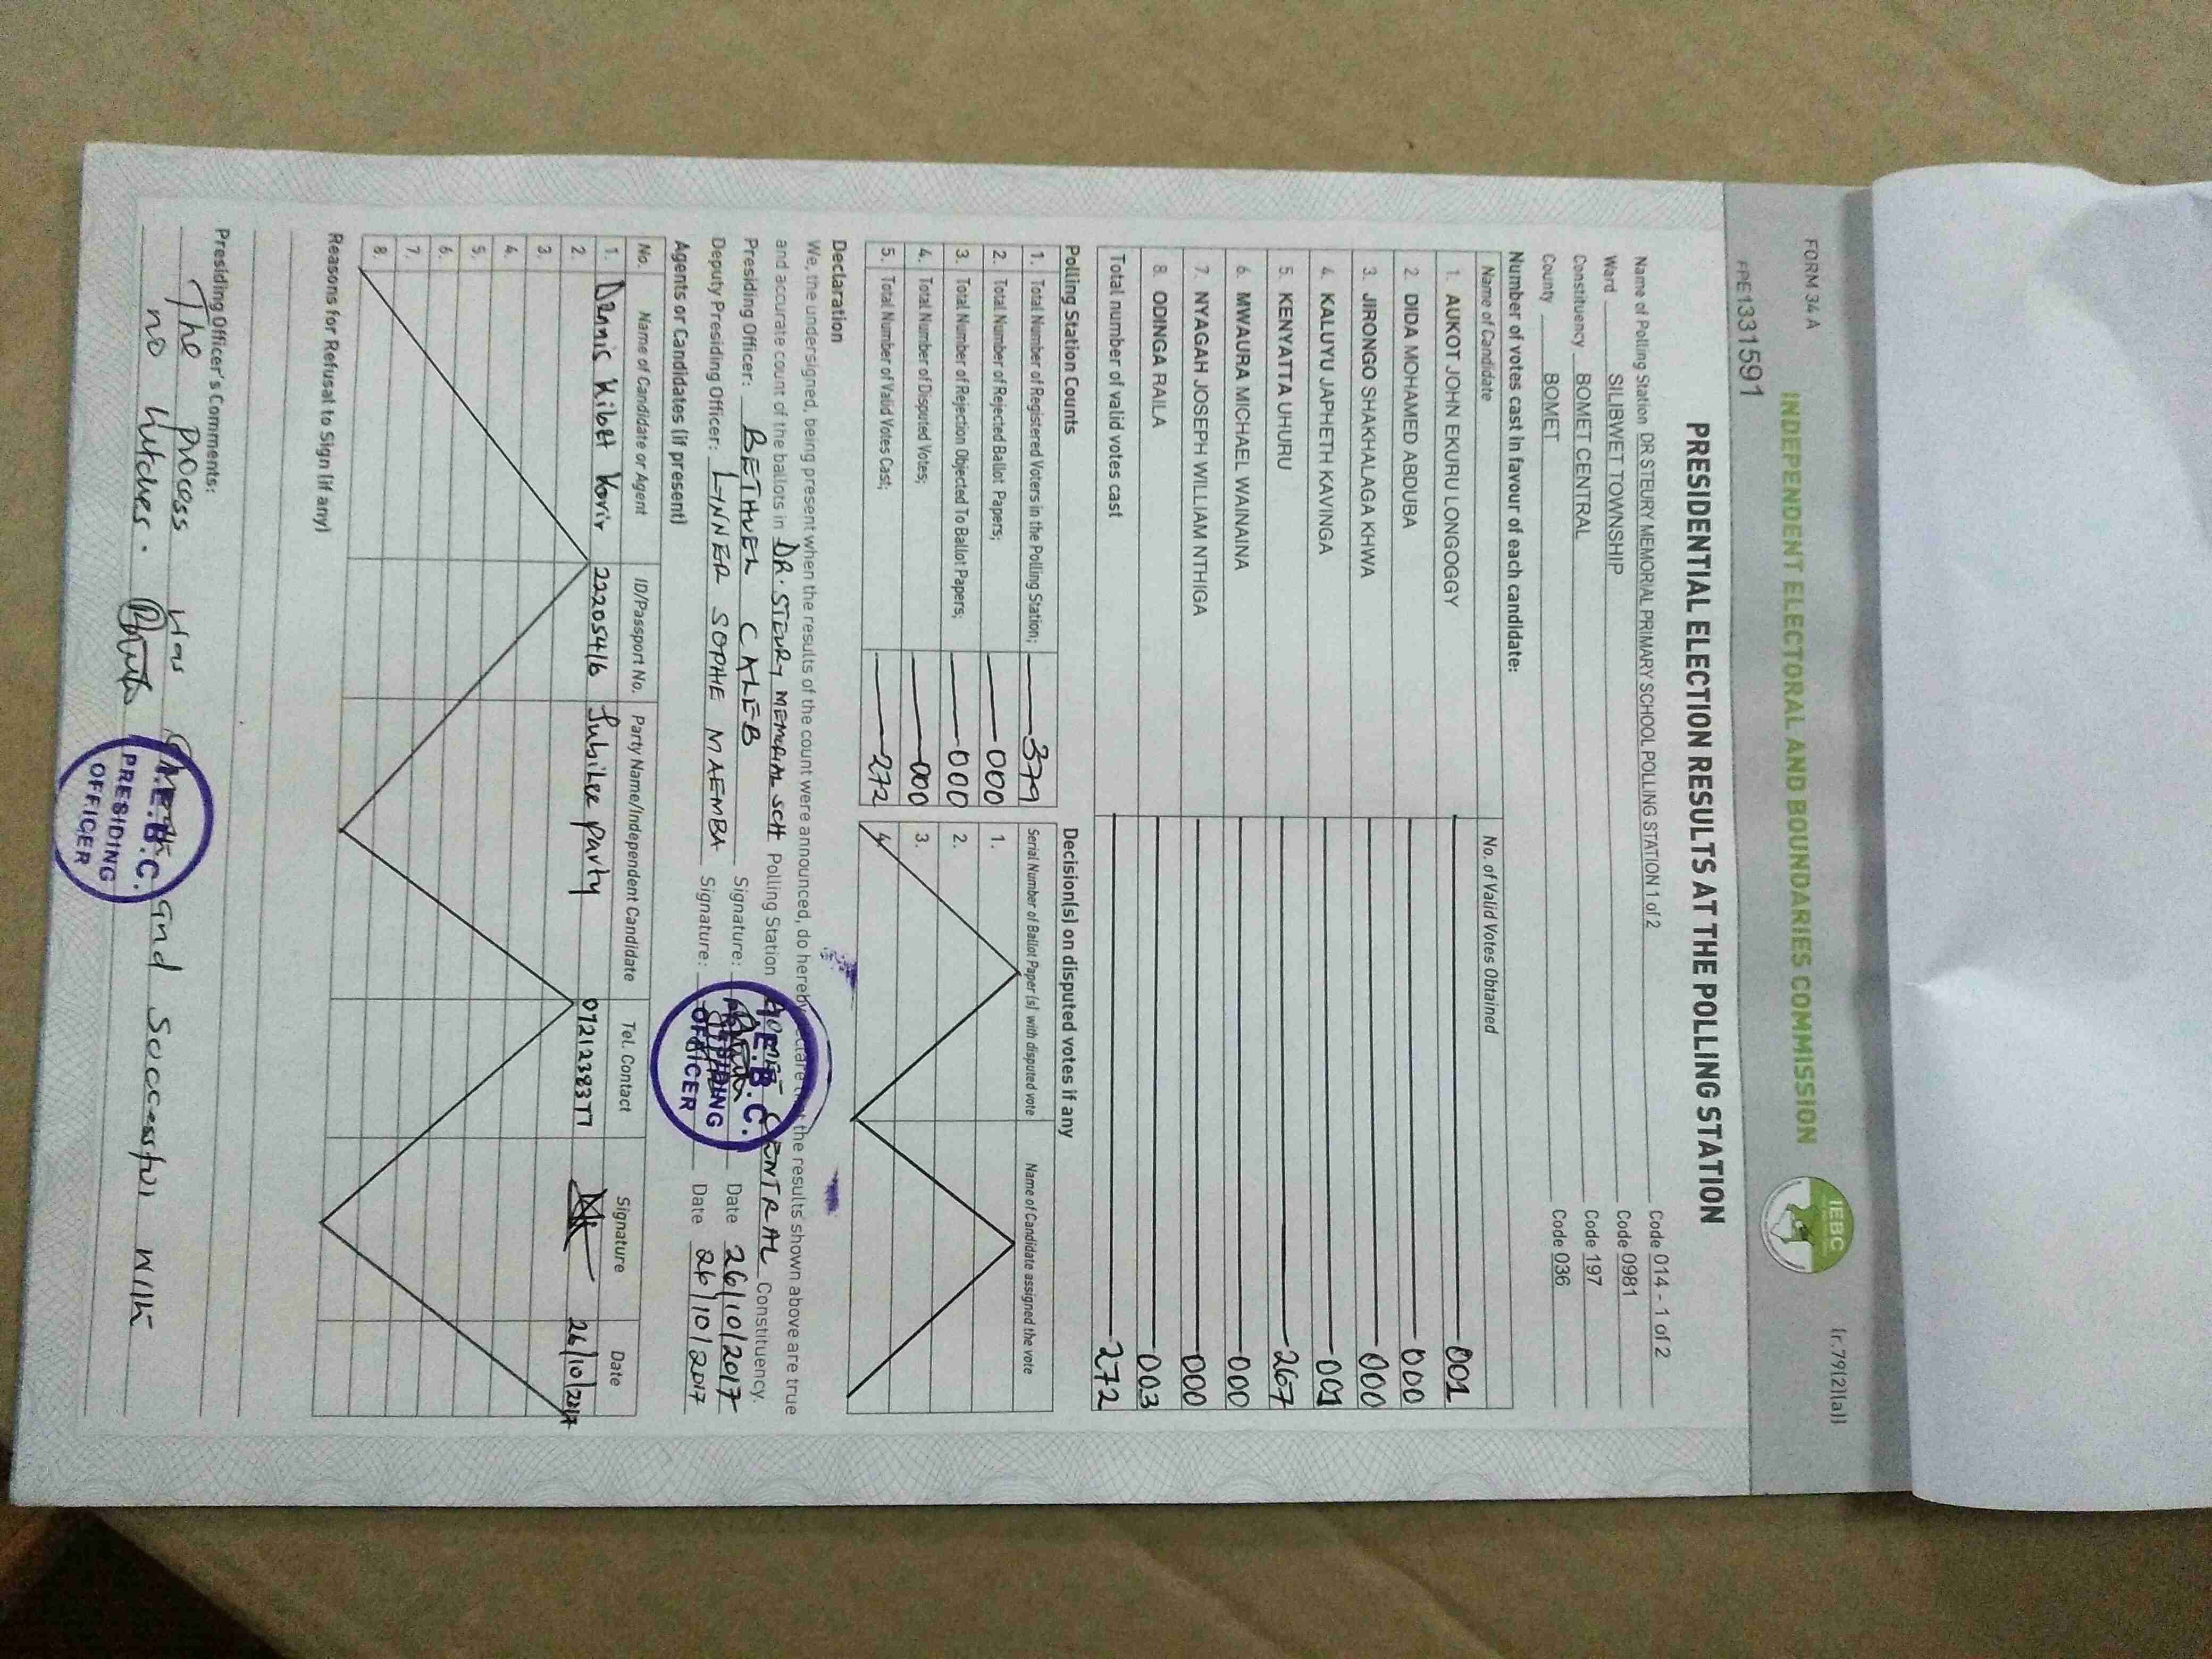 FORM 34 A
(r.79(2)(a))
INDEPENDENT ELECTORAL AND BOUNDARIES COMMISSION
IEBC
FPE1331591
PRESIDENTIAL ELECTION RESULTS AT THE POLLING STATION
Name of Polling Station DR STEURY MEMORIAL PRIMARY SCHOOL POLLING STATION 1 of 2 Code 014 - 1 of 2
Ward SILIBWET TOWNSHIP Code 0981
Constituency BOMET CENTRAL Code 197
County BOMET Code 036
Number of votes cast in favour of each candidate:
Name of Candidate No. of Valid Votes Obtained
1. AUKOT JOHN EKURU LONGOGGY 001
2. DIDA MOHAMED ABDUBA 000
3. JIRONGO SHAKHALAGA KHWA 000
4. KALUYU JAPHETH KAVINGA 001
5. KENYATTA UHURU 267
6. MWAURA MICHAEL WAINAINA 000
7. NYAGAH JOSEPH WILLIAM NTHIGA 000
8. ODINGA RAILA 003
Total number of valid votes cast 272
Polling Station Counts Decision(s) on disputed votes if any
1. Total Number of Registered Voters in the Polling Station; 379 Serial Number of Ballot Paper (s) with disputed vote Name of Candidate assigned the vote
2. Total Number of Rejected Ballot Papers; 000 1.
3. Total Number of Rejection Objected To Ballot Papers; 000 2.
4. Total Number of Disputed Votes; 000 3.
5. Total Number of Valid Votes Cast; 272 4.
Declaration
We, the undersigned, being present when the results of the count were announced, do hereby declare that the results shown above are true
and accurate count of the ballots in DR. STEURY MEMORIAL SCH Polling Station BOMET CENTRAL Constituency.
Presiding Officer: BETHUEL CALEB Signature: Date 26/10/2017
Deputy Presiding Officer: LYNNER SOPHE MAEMBA Signature: Date 26/10/2017
I.E.B.C.
PRESIDING
OFFICER
Agents or Candidates (if present)
No. Name of Candidate or Agent ID/Passport No. Party Name/Independent Candidate Tel. Contact Signature Date
1. Dennis Kibet Korir 22205416 Jubilee party 0721238377 26/10/2017
2.
3.
4.
5.
6.
7.
8.
Reasons for Refusal to Sign (if any)
Presiding Officer's Comments:
The process was and successful with
no hitches.
I.E.B.C.
PRESIDING
OFFICER